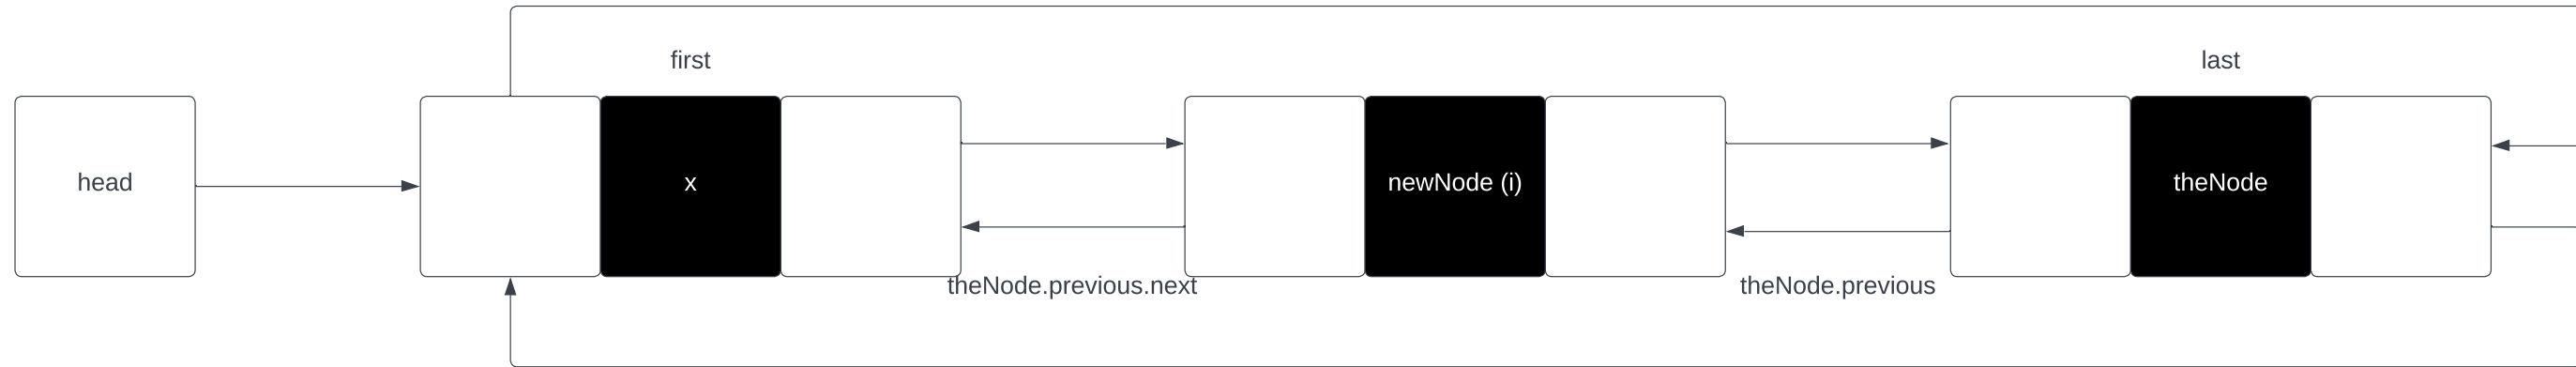 first
last
head
x
newNode (i)
theNode
theNode.previous.next
theNode.previous